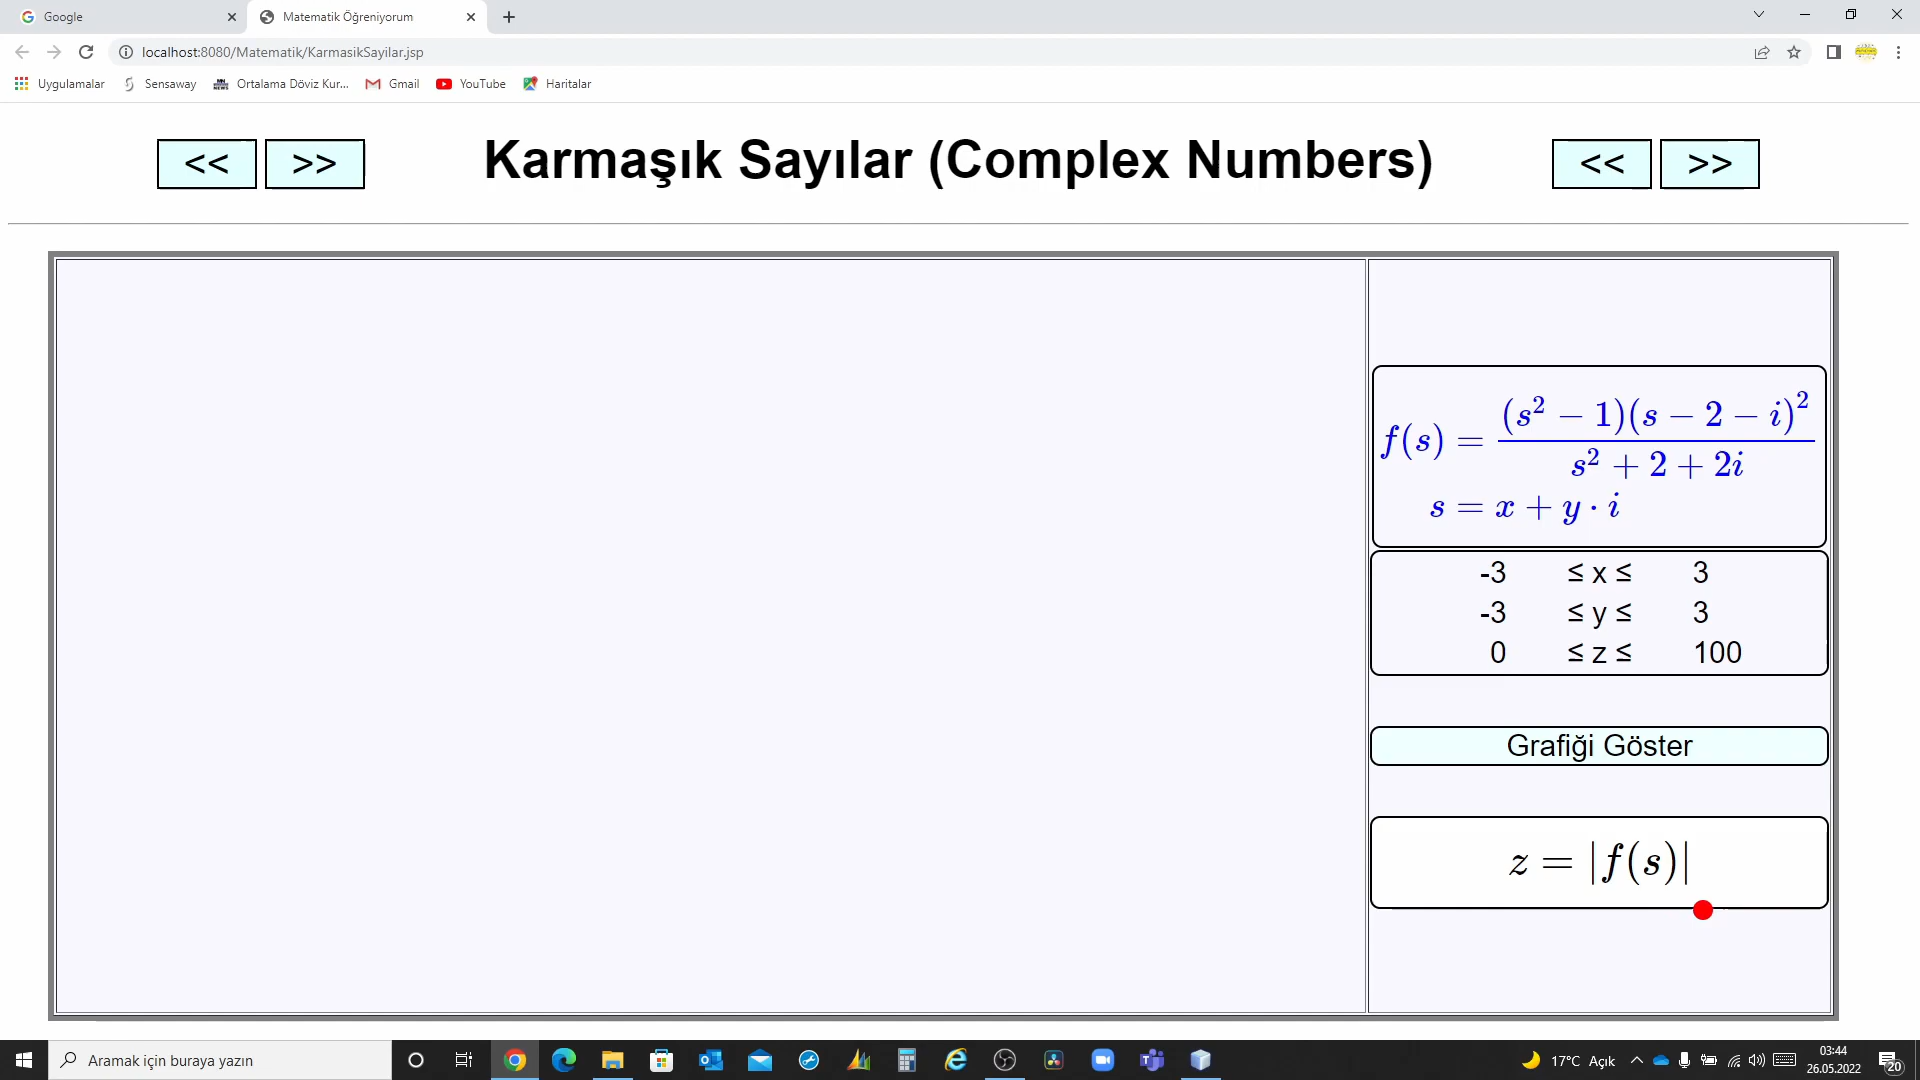 Google
Matematik Öğreniyorum
localhost:8080/Matematik/KarmasikSayilar.jsp
Uygulamalar
Sensaway
Ortalama Döviz Kur...
Gmail
YouTube
Haritalar
<< >>
Karmaşık Sayılar (Complex Numbers)
<< >>
f(s) = (s² − 1)(s − 2 − i)² / s² + 2 + 2i
s = x + y · i
-3 ≤ x ≤ 3
-3 ≤ y ≤ 3
0 ≤ z ≤ 100
Grafiği Göster
z = |f(s)|
Aramak için buraya yazın
17°C Açık
03:44
26.05.2022
20